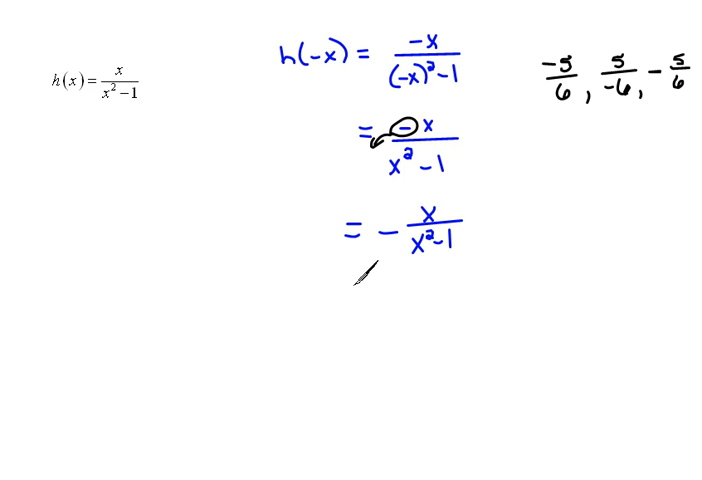 h(x) = x/(x² − 1)
h(−x) = −x/((−x)² − 1)
= −x/(x² − 1)
= − x/(x² − 1)
−5/6 , 5/−6 , − 5/6